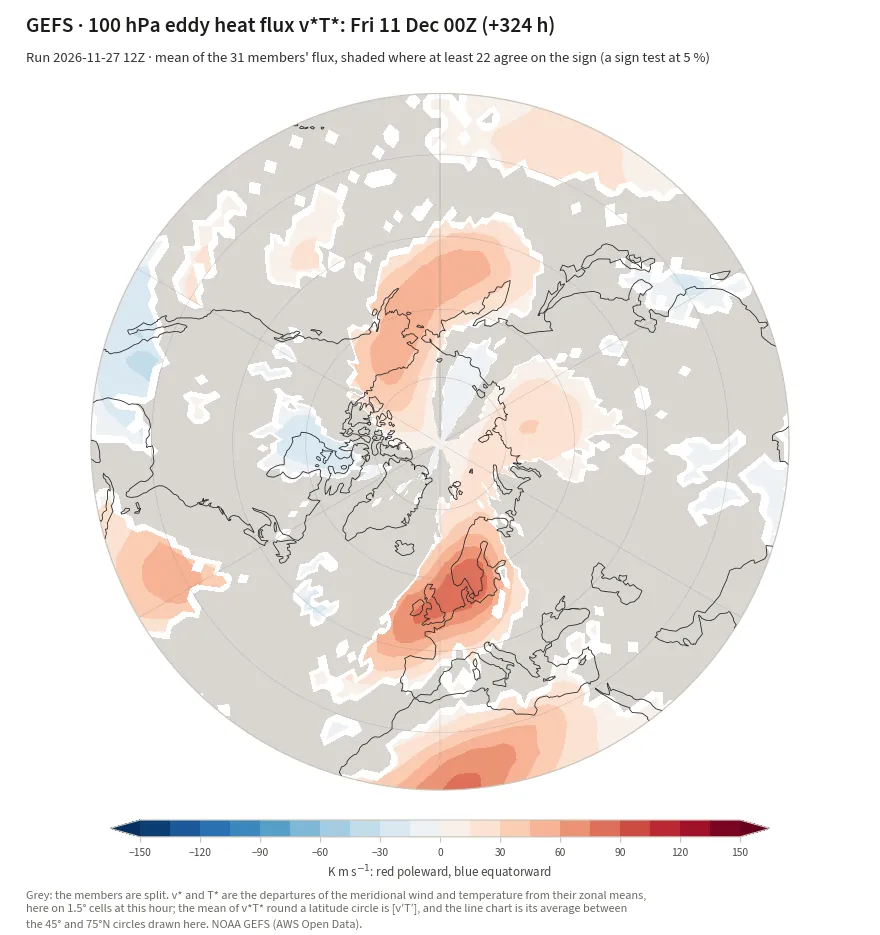 GEFS · 100 hPa eddy heat flux v*T*: Fri 11 Dec 00Z (+324 h)
Run 2026-11-27 12Z · mean of the 31 members' flux, shaded where at least 22 agree on the sign (a sign test at 5 %)
−150 −120 −90 −60 −30 0 30 60 90 120 150
K m s⁻¹: red poleward, blue equatorward
Grey: the members are split. v* and T* are the departures of the meridional wind and temperature from their zonal means,
here on 1.5° cells at this hour; the mean of v*T* round a latitude circle is [v′T′], and the line chart is its average between
the 45° and 75°N circles drawn here. NOAA GEFS (AWS Open Data).